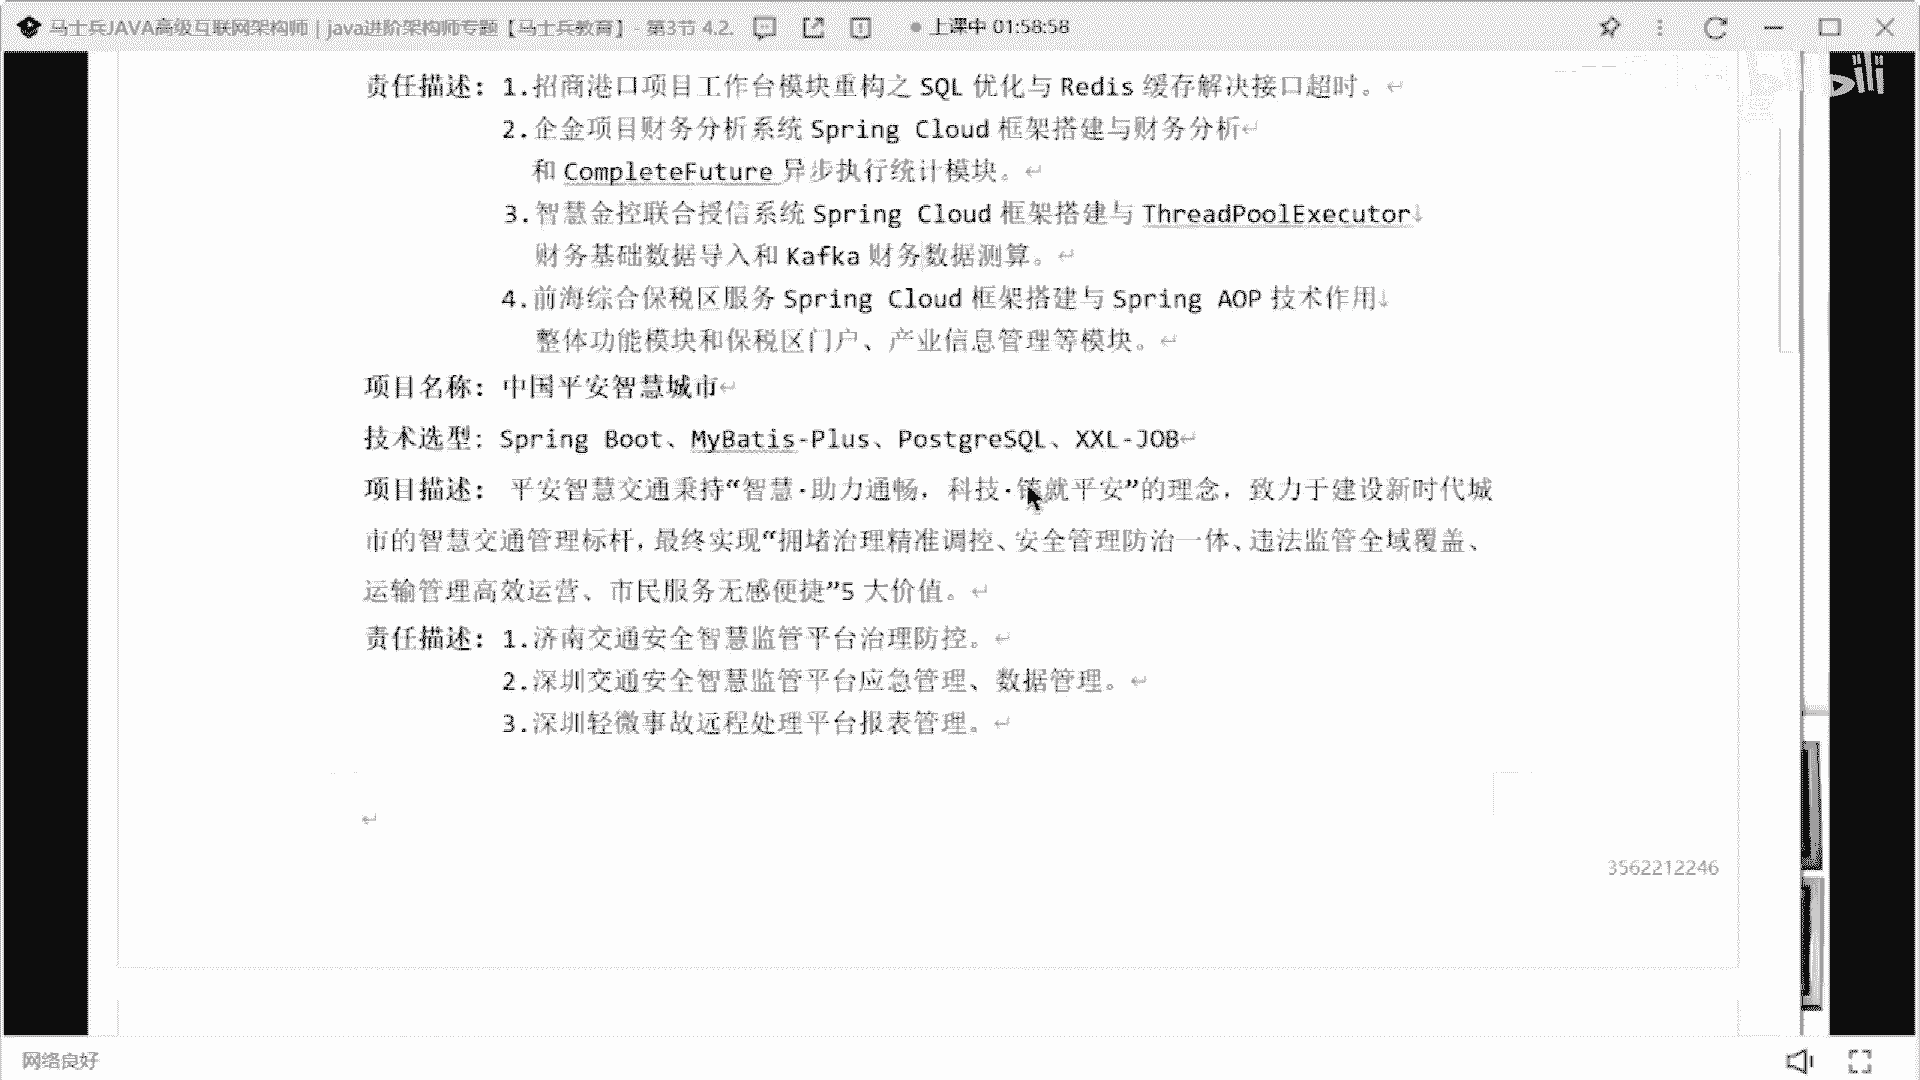 马士兵JAVA高级互联网架构师 | java进阶架构师专题【马士兵教育】 - 第3节 4.2. 上课中 01:58:58
责任描述：1.招商港口项目工作台模块重构之 SQL 优化与 Redis 缓存解决接口超时。
2.企金项目财务分析系统 Spring Cloud 框架搭建与财务分析
和 CompleteFuture 异步执行统计模块。
3.智慧金控联合授信系统 Spring Cloud 框架搭建与 ThreadPoolExecutor
财务基础数据导入和 Kafka 财务数据测算。
4.前海综合保税区服务 Spring Cloud 框架搭建与 Spring AOP 技术作用
整体功能模块和保税区门户、产业信息管理等模块。
项目名称：中国平安智慧城市
技术选型：Spring Boot、MyBatis-Plus、PostgreSQL、XXL-JOB
项目描述： 平安智慧交通秉持“智慧·助力通畅，科技·就平安”的理念，致力于建设新时代城
市的智慧交通管理标杆，最终实现“拥堵治理精准调控、安全管理防治一体、违法监管全域覆盖、
运输管理高效运营、市民服务无感便捷”5 大价值。
责任描述：1.济南交通安全智慧监管平台治理防控。
2.深圳交通安全智慧监管平台应急管理、数据管理。
3.深圳轻微事故远程处理平台报表管理。
3562212246
网络良好